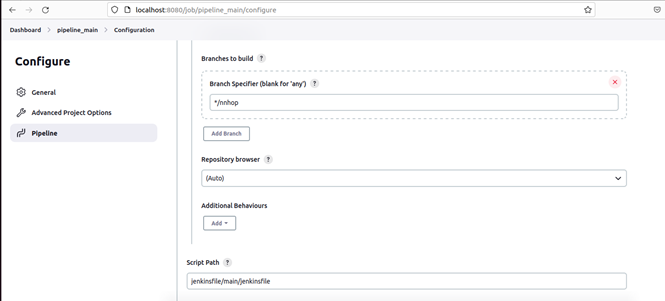 localhost:8080/job/pipeline_main/configure
Dashboard > pipeline_main > Configuration
Configure
General
Advanced Project Options
Pipeline
Branches to build ?
Branch Specifier (blank for 'any') ?
*/nnhop
Add Branch
Repository browser ?
(Auto)
Additional Behaviours
Add
Script Path ?
jenkinsfile/main/jenkinsfile